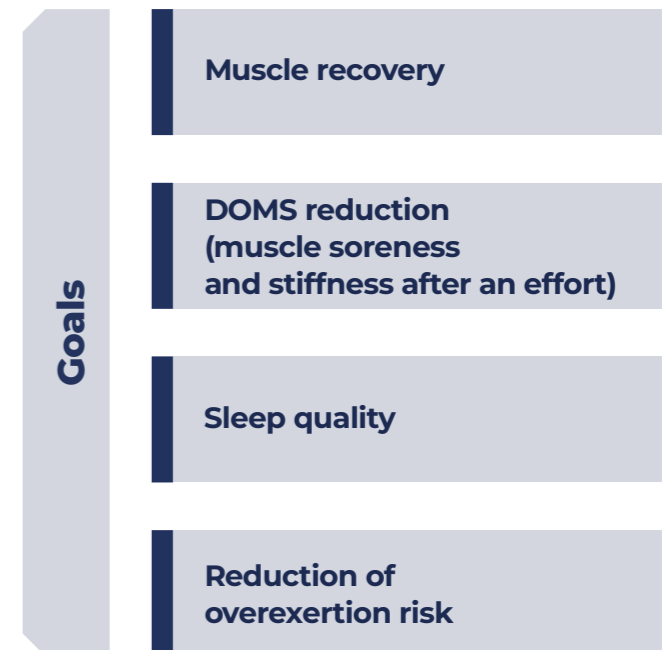 Goals
Muscle recovery
DOMS reduction
(muscle soreness
and stiffness after an effort)
Sleep quality
Reduction of
overexertion risk